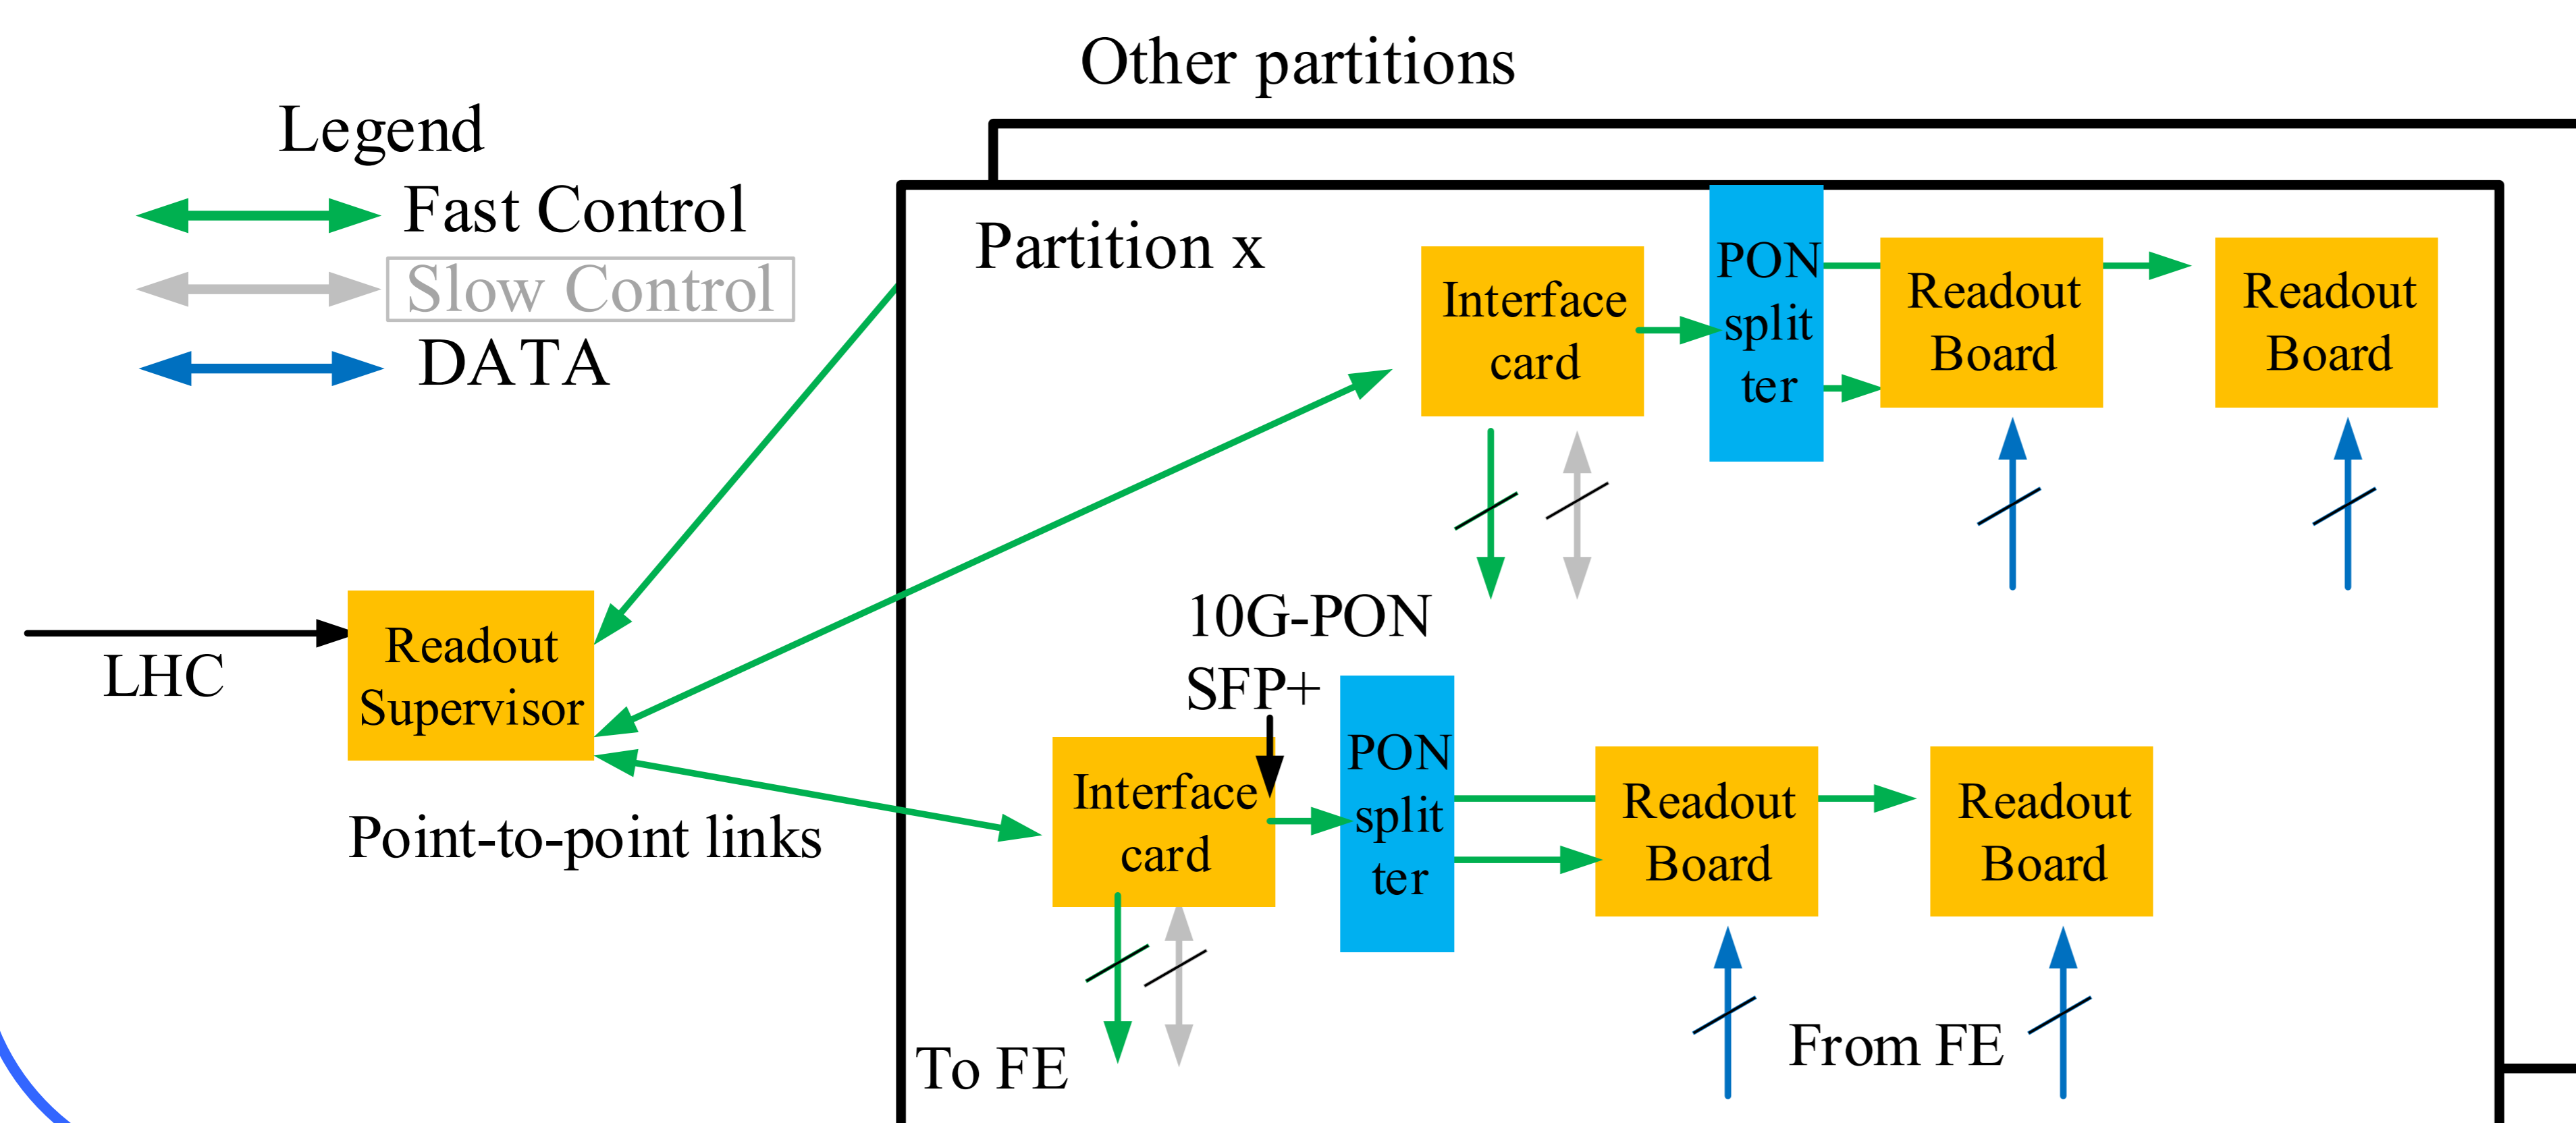 Other partitions
Legend
Fast Control
Slow Control
DATA
Partition x
Interface
card
PON
split
ter
Readout
Board
Readout
Board
LHC
Readout
Supervisor
Point-to-point links
10G-PON
SFP+
Interface
card
PON
split
ter
Readout
Board
Readout
Board
To FE
From FE